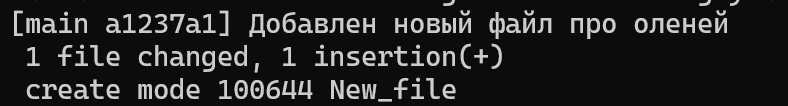 [main a1237a1] Добавлен новый файл про оленей
1 file changed, 1 insertion(+)
create mode 100644 New_file